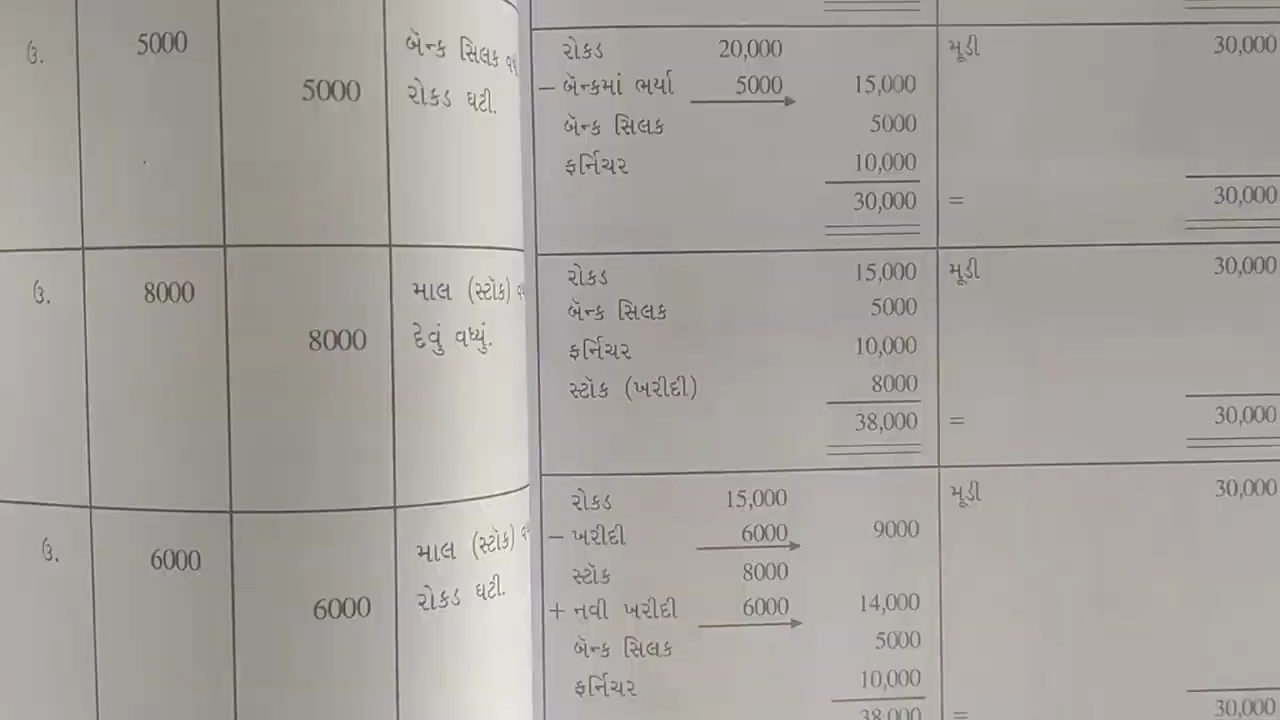 ઉ.
5000
5000
બૅન્ક સિલક
રોકડ ઘટી.
ઉ.
8000
8000
માલ (સ્ટૉક)
દેવું વધ્યું.
ઉ.
6000
6000
માલ (સ્ટૉક)
રોકડ ઘટી.
રોકડ 20,000 મૂડી 30,000
– બૅન્કમાં ભર્યા 5000 15,000
બૅન્ક સિલક 5000
ફર્નિચર 10,000
30,000 = 30,000
રોકડ 15,000 મૂડી 30,000
બૅન્ક સિલક 5000
ફર્નિચર 10,000
સ્ટૉક (ખરીદી) 8000
38,000 = 30,000
રોકડ 15,000 મૂડી 30,000
– ખરીદી 6000 9000
સ્ટૉક 8000
+ નવી ખરીદી 6000 14,000
બૅન્ક સિલક 5000
ફર્નિચર 10,000
38,000 = 30,000